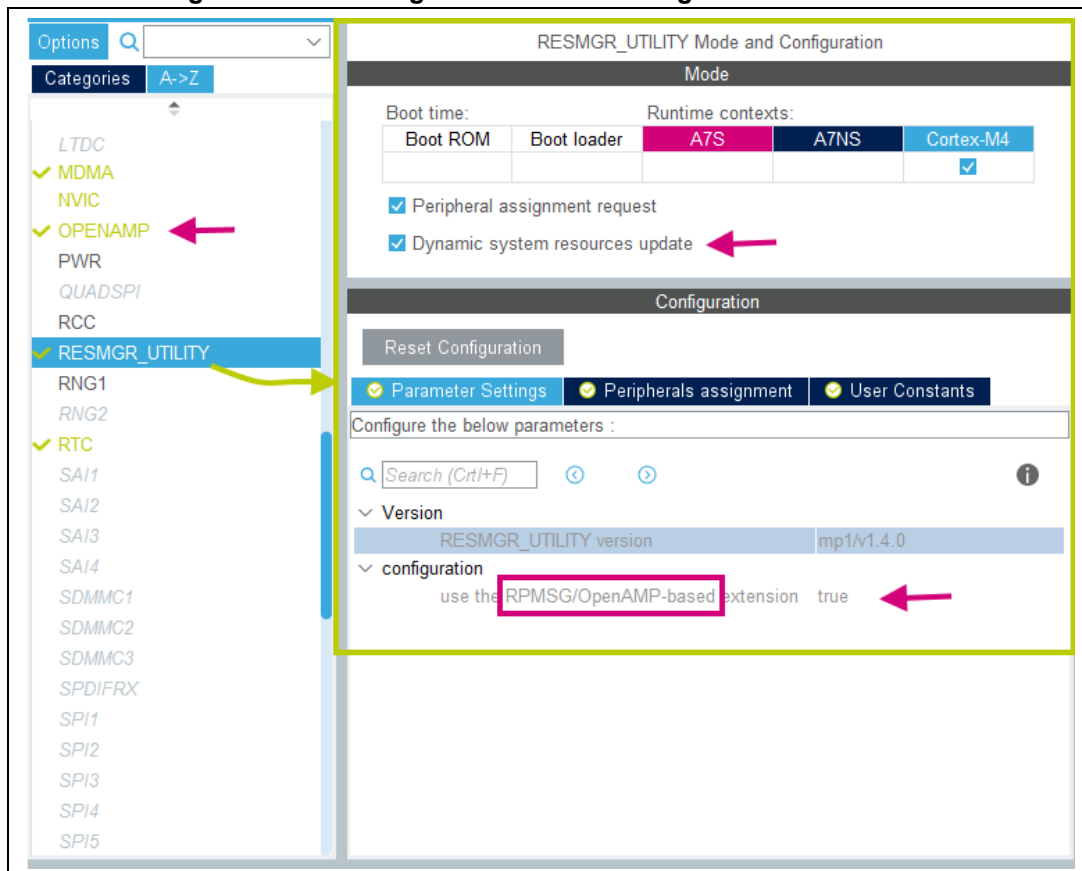 Options
Categories A->Z
LTDC
MDMA
NVIC
OPENAMP
PWR
QUADSPI
RCC
RESMGR_UTILITY
RNG1
RNG2
RTC
SAI1
SAI2
SAI3
SAI4
SDMMC1
SDMMC2
SDMMC3
SPDIFRX
SPI1
SPI2
SPI3
SPI4
SPI5
RESMGR_UTILITY Mode and Configuration
Mode
Boot time: Runtime contexts:
Boot ROM Boot loader A7S A7NS Cortex-M4
Peripheral assignment request
Dynamic system resources update
Configuration
Reset Configuration
Parameter Settings Peripherals assignment User Constants
Configure the below parameters :
Search (Crtl+F)
Version
RESMGR_UTILITY version mp1/v1.4.0
configuration
use the RPMSG/OpenAMP-based extension true